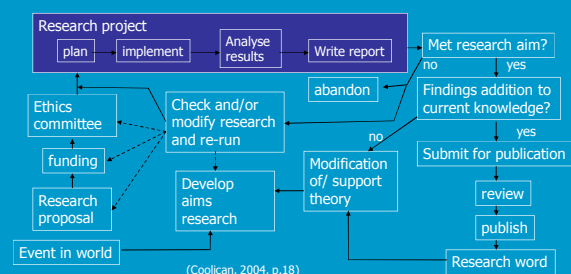 Research project
plan
implement
Analyse
results
Write report
Met research aim?
no
yes
abandon
Findings addition to
current knowledge?
Ethics
committee
Check and/or
modify research
and re-run
no
yes
Submit for publication
funding
Modification
of/ support
theory
Develop
aims
research
review
Research
proposal
publish
Event in world
Research word
(Coolican, 2004, p.18)